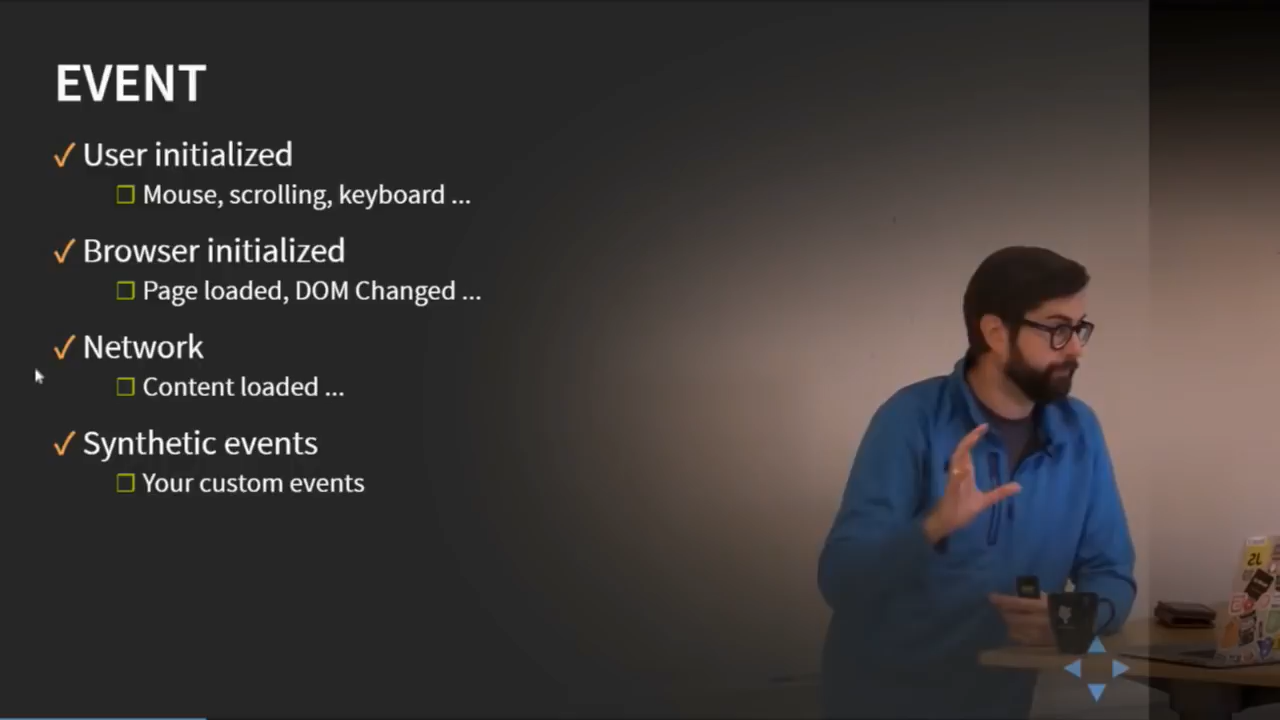 EVENT
✓ User initialized
❐ Mouse, scrolling, keyboard ...
✓ Browser initialized
❐ Page loaded, DOM Changed ...
✓ Network
❐ Content loaded ...
✓ Synthetic events
❐ Your custom events
2L